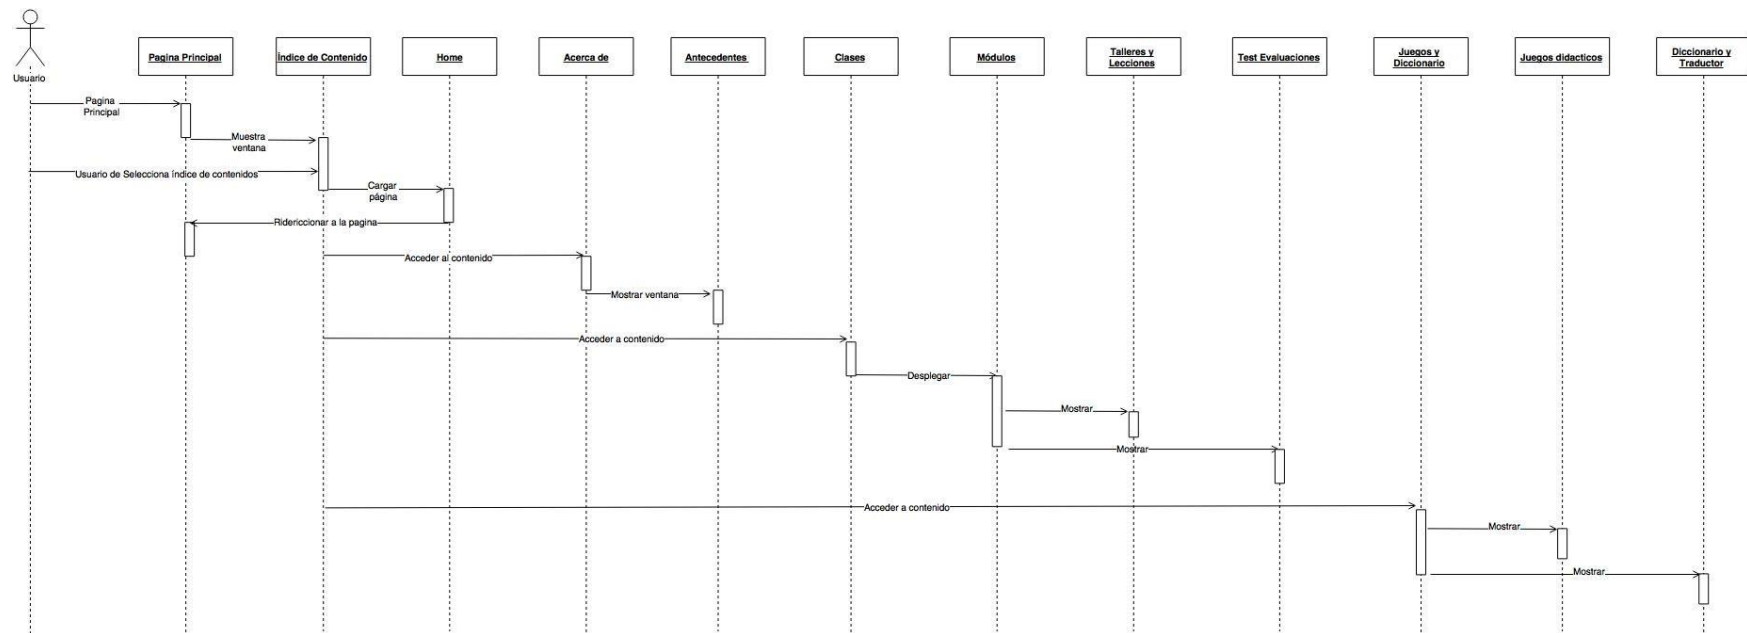 Usuario
Pagina Principal
Índice de Contenido
Home
Acerca de
Antecedentes
Clases
Módulos
Talleres y
Lecciones
Test Evaluaciones
Juegos y
Diccionario
Juegos didacticos
Diccionario y
Traductor
Pagina
Principal
Muestra
ventana
Usuario de Selecciona índice de contenidos
Cargar
página
Ridericcionar a la pagina
Acceder al contenido
Mostrar ventana
Acceder a contenido
Desplegar
Mostrar
Mostrar
Acceder a contenido
Mostrar
Mostrar